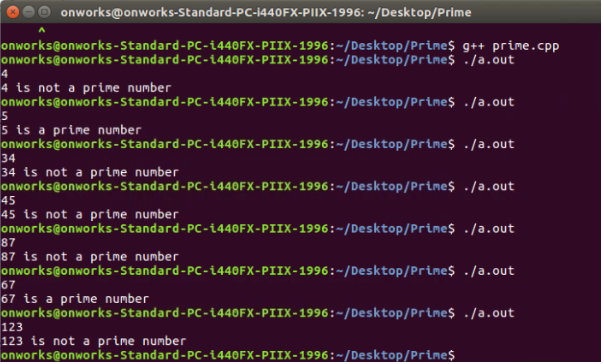 onworks@onworks-Standard-PC-i440FX-PIIX-1996: ~/Desktop/Prime
^
onworks@onworks-Standard-PC-i440FX-PIIX-1996:~/Desktop/Prime$ g++ prime.cpp
onworks@onworks-Standard-PC-i440FX-PIIX-1996:~/Desktop/Prime$ ./a.out
4
4 is not a prime number
onworks@onworks-Standard-PC-i440FX-PIIX-1996:~/Desktop/Prime$ ./a.out
5
5 is a prime number
onworks@onworks-Standard-PC-i440FX-PIIX-1996:~/Desktop/Prime$ ./a.out
34
34 is not a prime number
onworks@onworks-Standard-PC-i440FX-PIIX-1996:~/Desktop/Prime$ ./a.out
45
45 is not a prime number
onworks@onworks-Standard-PC-i440FX-PIIX-1996:~/Desktop/Prime$ ./a.out
87
87 is not a prime number
onworks@onworks-Standard-PC-i440FX-PIIX-1996:~/Desktop/Prime$ ./a.out
67
67 is a prime number
onworks@onworks-Standard-PC-i440FX-PIIX-1996:~/Desktop/Prime$ ./a.out
123
123 is not a prime number
onworks@onworks-Standard-PC-i440FX-PIIX-1996:~/Desktop/Prime$